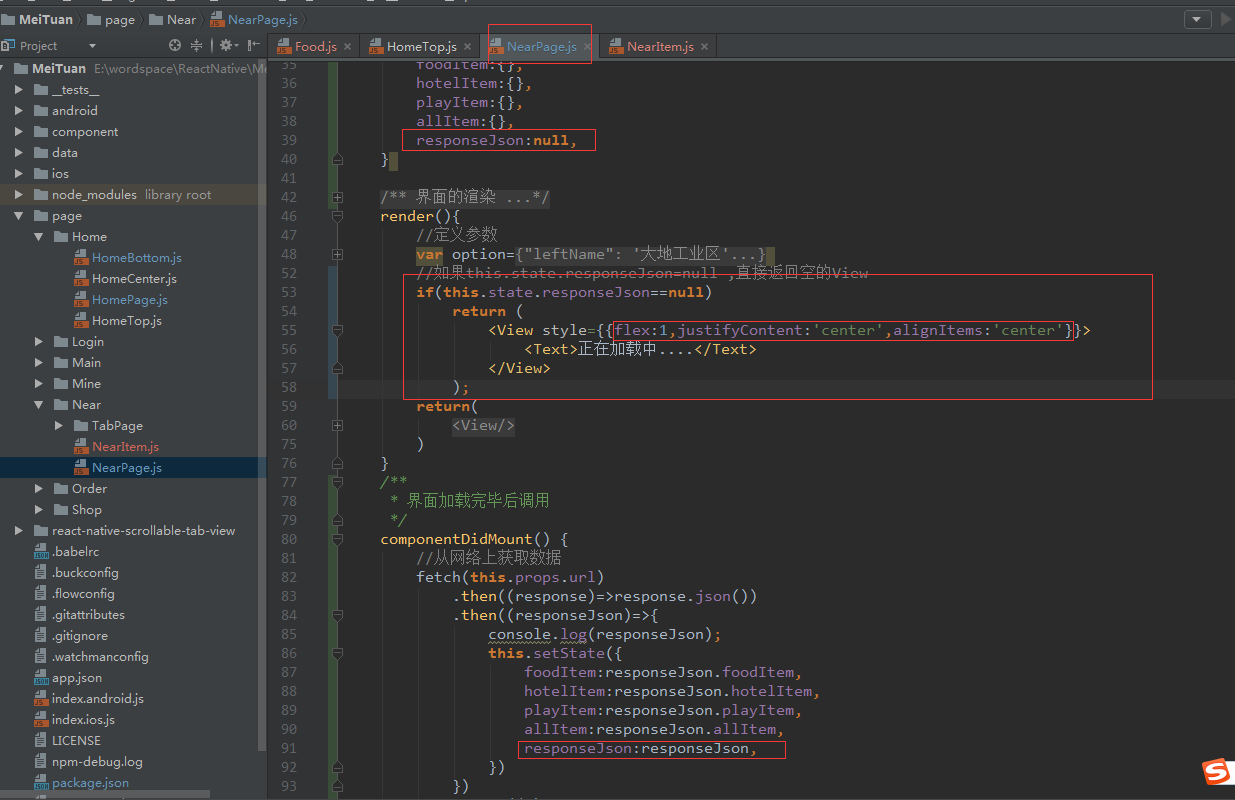 MeiTuan page Near NearPage.js
Project
Food.js × HomeTop.js × NearPage.js × NearItem.js ×
MeiTuan E:\wordspace\ReactNative\Me
__tests__
android
component
data
ios
node_modules library root
page
Home
HomeBottom.js
HomeCenter.js
HomePage.js
HomeTop.js
Login
Main
Mine
Near
TabPage
NearItem.js
NearPage.js
Order
Shop
react-native-scrollable-tab-view
.babelrc
.buckconfig
.flowconfig
.gitattributes
.gitignore
.watchmanconfig
app.json
index.android.js
index.ios.js
LICENSE
npm-debug.log
package.json
35 foodItem:{},
36 hotelItem:{},
37 playItem:{},
38 allItem:{},
39 responseJson:null,
40 }
41
42 /** 界面的渲染 ...*/
46 render(){
47 //定义参数
48 var option={"leftName": '大地工业区'...}
52 //如果this.state.responseJson=null ,直接返回空的View
53 if(this.state.responseJson==null)
54 return (
55 <View style={{flex:1,justifyContent:'center',alignItems:'center'}}>
56 <Text>正在加载中....</Text>
57 </View>
58 );
59 return(
60 <View/>
75 )
76 }
77 /**
78 * 界面加载完毕后调用
79 */
80 componentDidMount() {
81 //从网络上获取数据
82 fetch(this.props.url)
83 .then((response)=>response.json())
84 .then((responseJson)=>{
85 console.log(responseJson);
86 this.setState({
87 foodItem:responseJson.foodItem,
88 hotelItem:responseJson.hotelItem,
89 playItem:responseJson.playItem,
90 allItem:responseJson.allItem,
91 responseJson:responseJson,
92 })
93 })